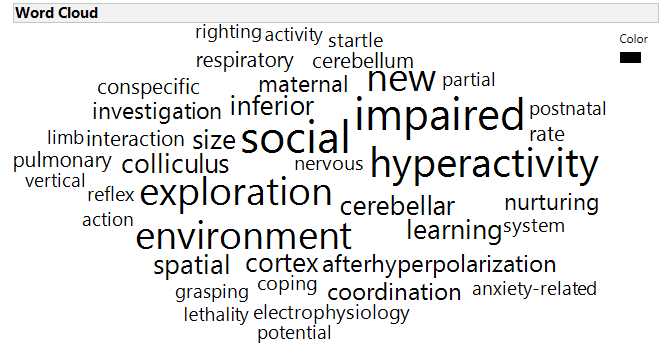 Word Cloud
Color
righting activity startle
respiratory cerebellum
conspecific maternal new partial
investigation inferior impaired postnatal
limb interaction size social rate
pulmonary colliculus nervous hyperactivity
vertical reflex exploration cerebellar nurturing
action environment learning system
spatial cortex afterhyperpolarization
grasping coping coordination anxiety-related
lethality electrophysiology
potential